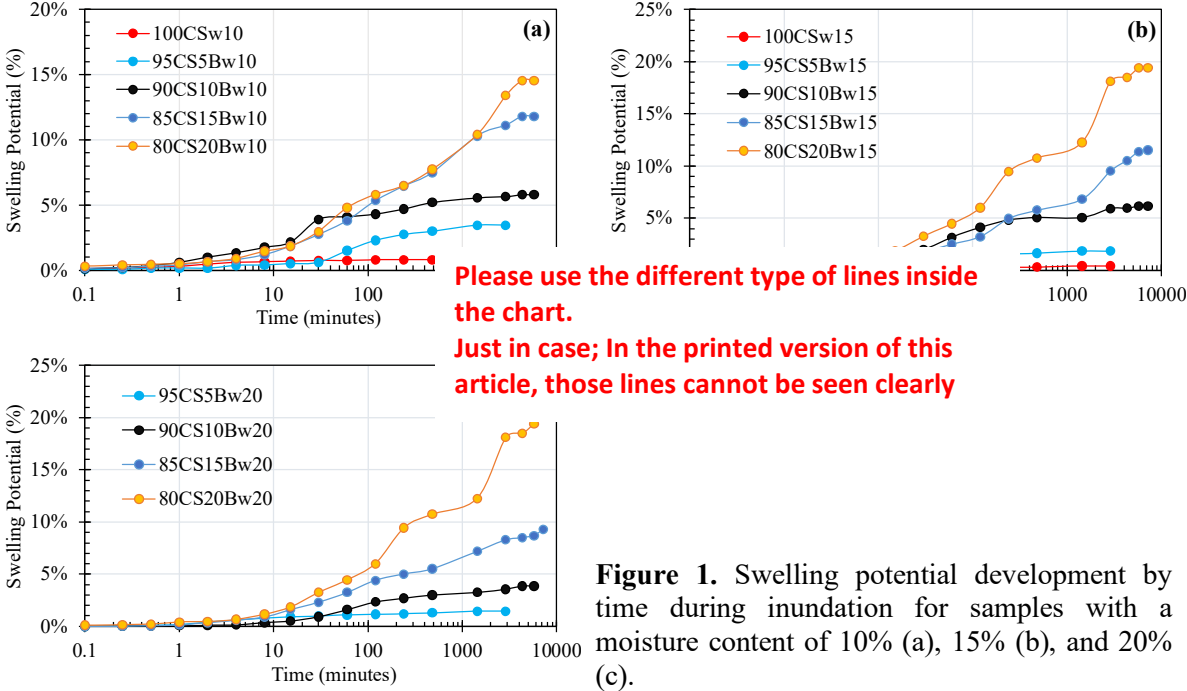 20%
15%
10%
5%
0%
Swelling Potential (%)
(a)
100CSw10
95CS5Bw10
90CS10Bw10
85CS15Bw10
80CS20Bw10
0.1 1 10 100
Time (minutes)
25%
20%
15%
10%
5%
Swelling Potential (%)
(b)
100CSw15
95CS5Bw15
90CS10Bw15
85CS15Bw15
80CS20Bw15
1000 10000
Please use the different type of lines inside
the chart.
Just in case; In the printed version of this
article, those lines cannot be seen clearly
25%
20%
15%
10%
5%
0%
Swelling Potential (%)
95CS5Bw20
90CS10Bw20
85CS15Bw20
80CS20Bw20
0.1 1 10 100 1000 10000
Time (minutes)
Figure 1. Swelling potential development by
time during inundation for samples with a
moisture content of 10% (a), 15% (b), and 20%
(c).